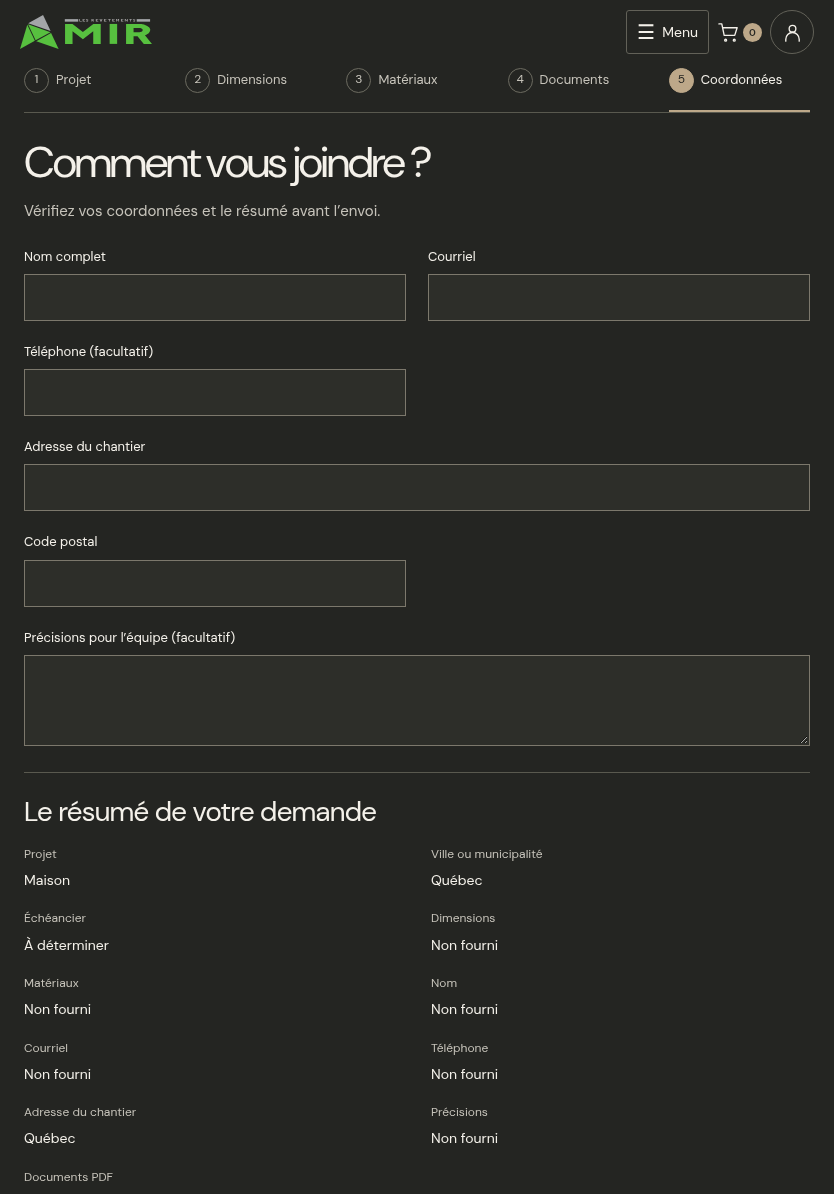 LES REVÊTEMENTS
MIR
Menu
0
1 Projet
2 Dimensions
3 Matériaux
4 Documents
5 Coordonnées
Comment vous joindre ?
Vérifiez vos coordonnées et le résumé avant l’envoi.
Nom complet
Courriel
Téléphone (facultatif)
Adresse du chantier
Code postal
Précisions pour l’équipe (facultatif)
Le résumé de votre demande
Projet
Maison
Ville ou municipalité
Québec
Échéancier
À déterminer
Dimensions
Non fourni
Matériaux
Non fourni
Nom
Non fourni
Courriel
Non fourni
Téléphone
Non fourni
Adresse du chantier
Québec
Précisions
Non fourni
Documents PDF